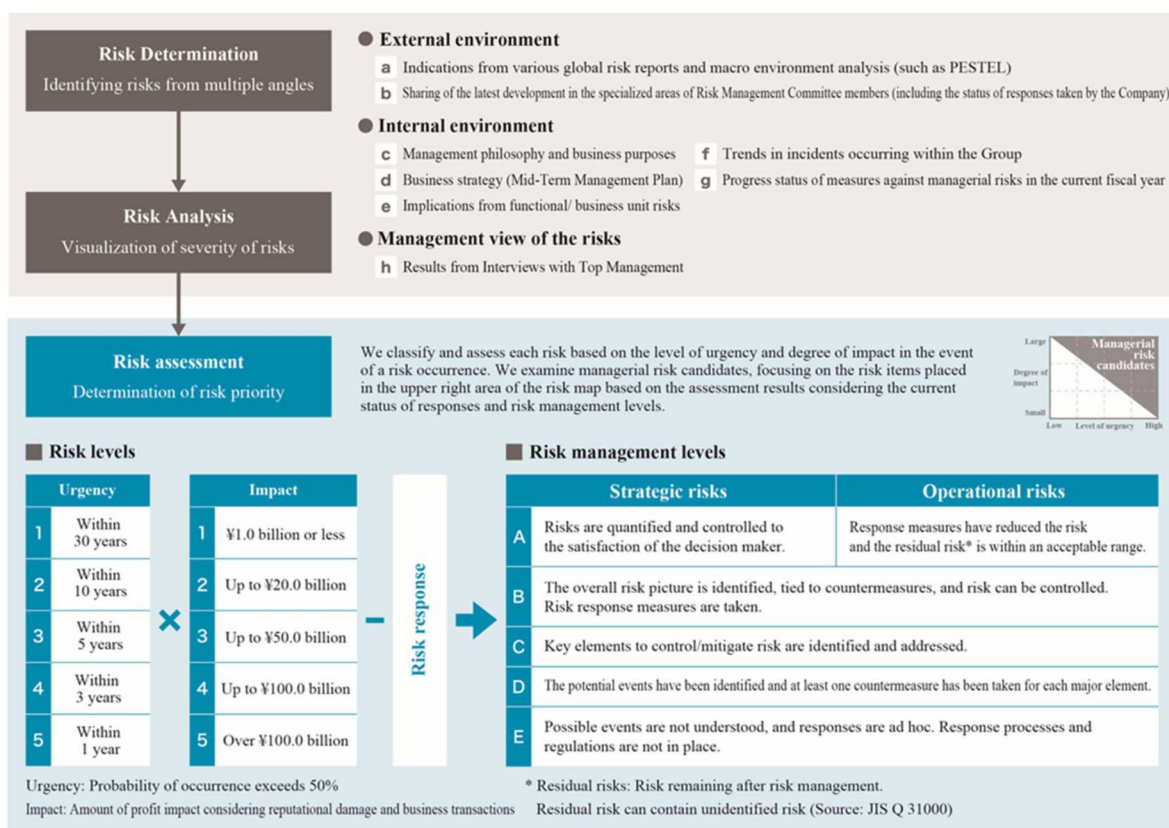 Risk Determination
Identifying risks from multiple angles
Risk Analysis
Visualization of severity of risks
External environment
a Indications from various global risk reports and macro environment analysis (such as PESTEL)
b Sharing of the latest development in the specialized areas of Risk Management Committee members (including the status of responses taken by the Company)
Internal environment
c Management philosophy and business purposes
d Business strategy (Mid-Term Management Plan)
e Implications from functional/ business unit risks
f Trends in incidents occurring within the Group
g Progress status of measures against managerial risks in the current fiscal year
Management view of the risks
h Results from Interviews with Top Management
Risk assessment
Determination of risk priority
We classify and assess each risk based on the level of urgency and degree of impact in the event
of a risk occurrence. We examine managerial risk candidates, focusing on the risk items placed
in the upper right area of the risk map based on the assessment results considering the current
status of responses and risk management levels.
Large
Degree of
impact
Small
Managerial
risk
candidates
Low Level of urgency High
Risk levels
Urgency
1 Within
30 years
2 Within
10 years
3 Within
5 years
4 Within
3 years
5 Within
1 year
×
Impact
1 ¥1.0 billion or less
2 Up to ¥20.0 billion
3 Up to ¥50.0 billion
4 Up to ¥100.0 billion
5 Over ¥100.0 billion
−
Risk response
Urgency: Probability of occurrence exceeds 50%
Impact: Amount of profit impact considering reputational damage and business transactions
Risk management levels
Strategic risks Operational risks
A Risks are quantified and controlled to
the satisfaction of the decision maker.
Response measures have reduced the risk
and the residual risk* is within an acceptable range.
B The overall risk picture is identified, tied to countermeasures, and risk can be controlled.
Risk response measures are taken.
C Key elements to control/mitigate risk are identified and addressed.
D The potential events have been identified and at least one countermeasure has been taken for each major element.
E Possible events are not understood, and responses are ad hoc. Response processes and
regulations are not in place.
* Residual risks: Risk remaining after risk management.
Residual risk can contain unidentified risk (Source: JIS Q 31000)